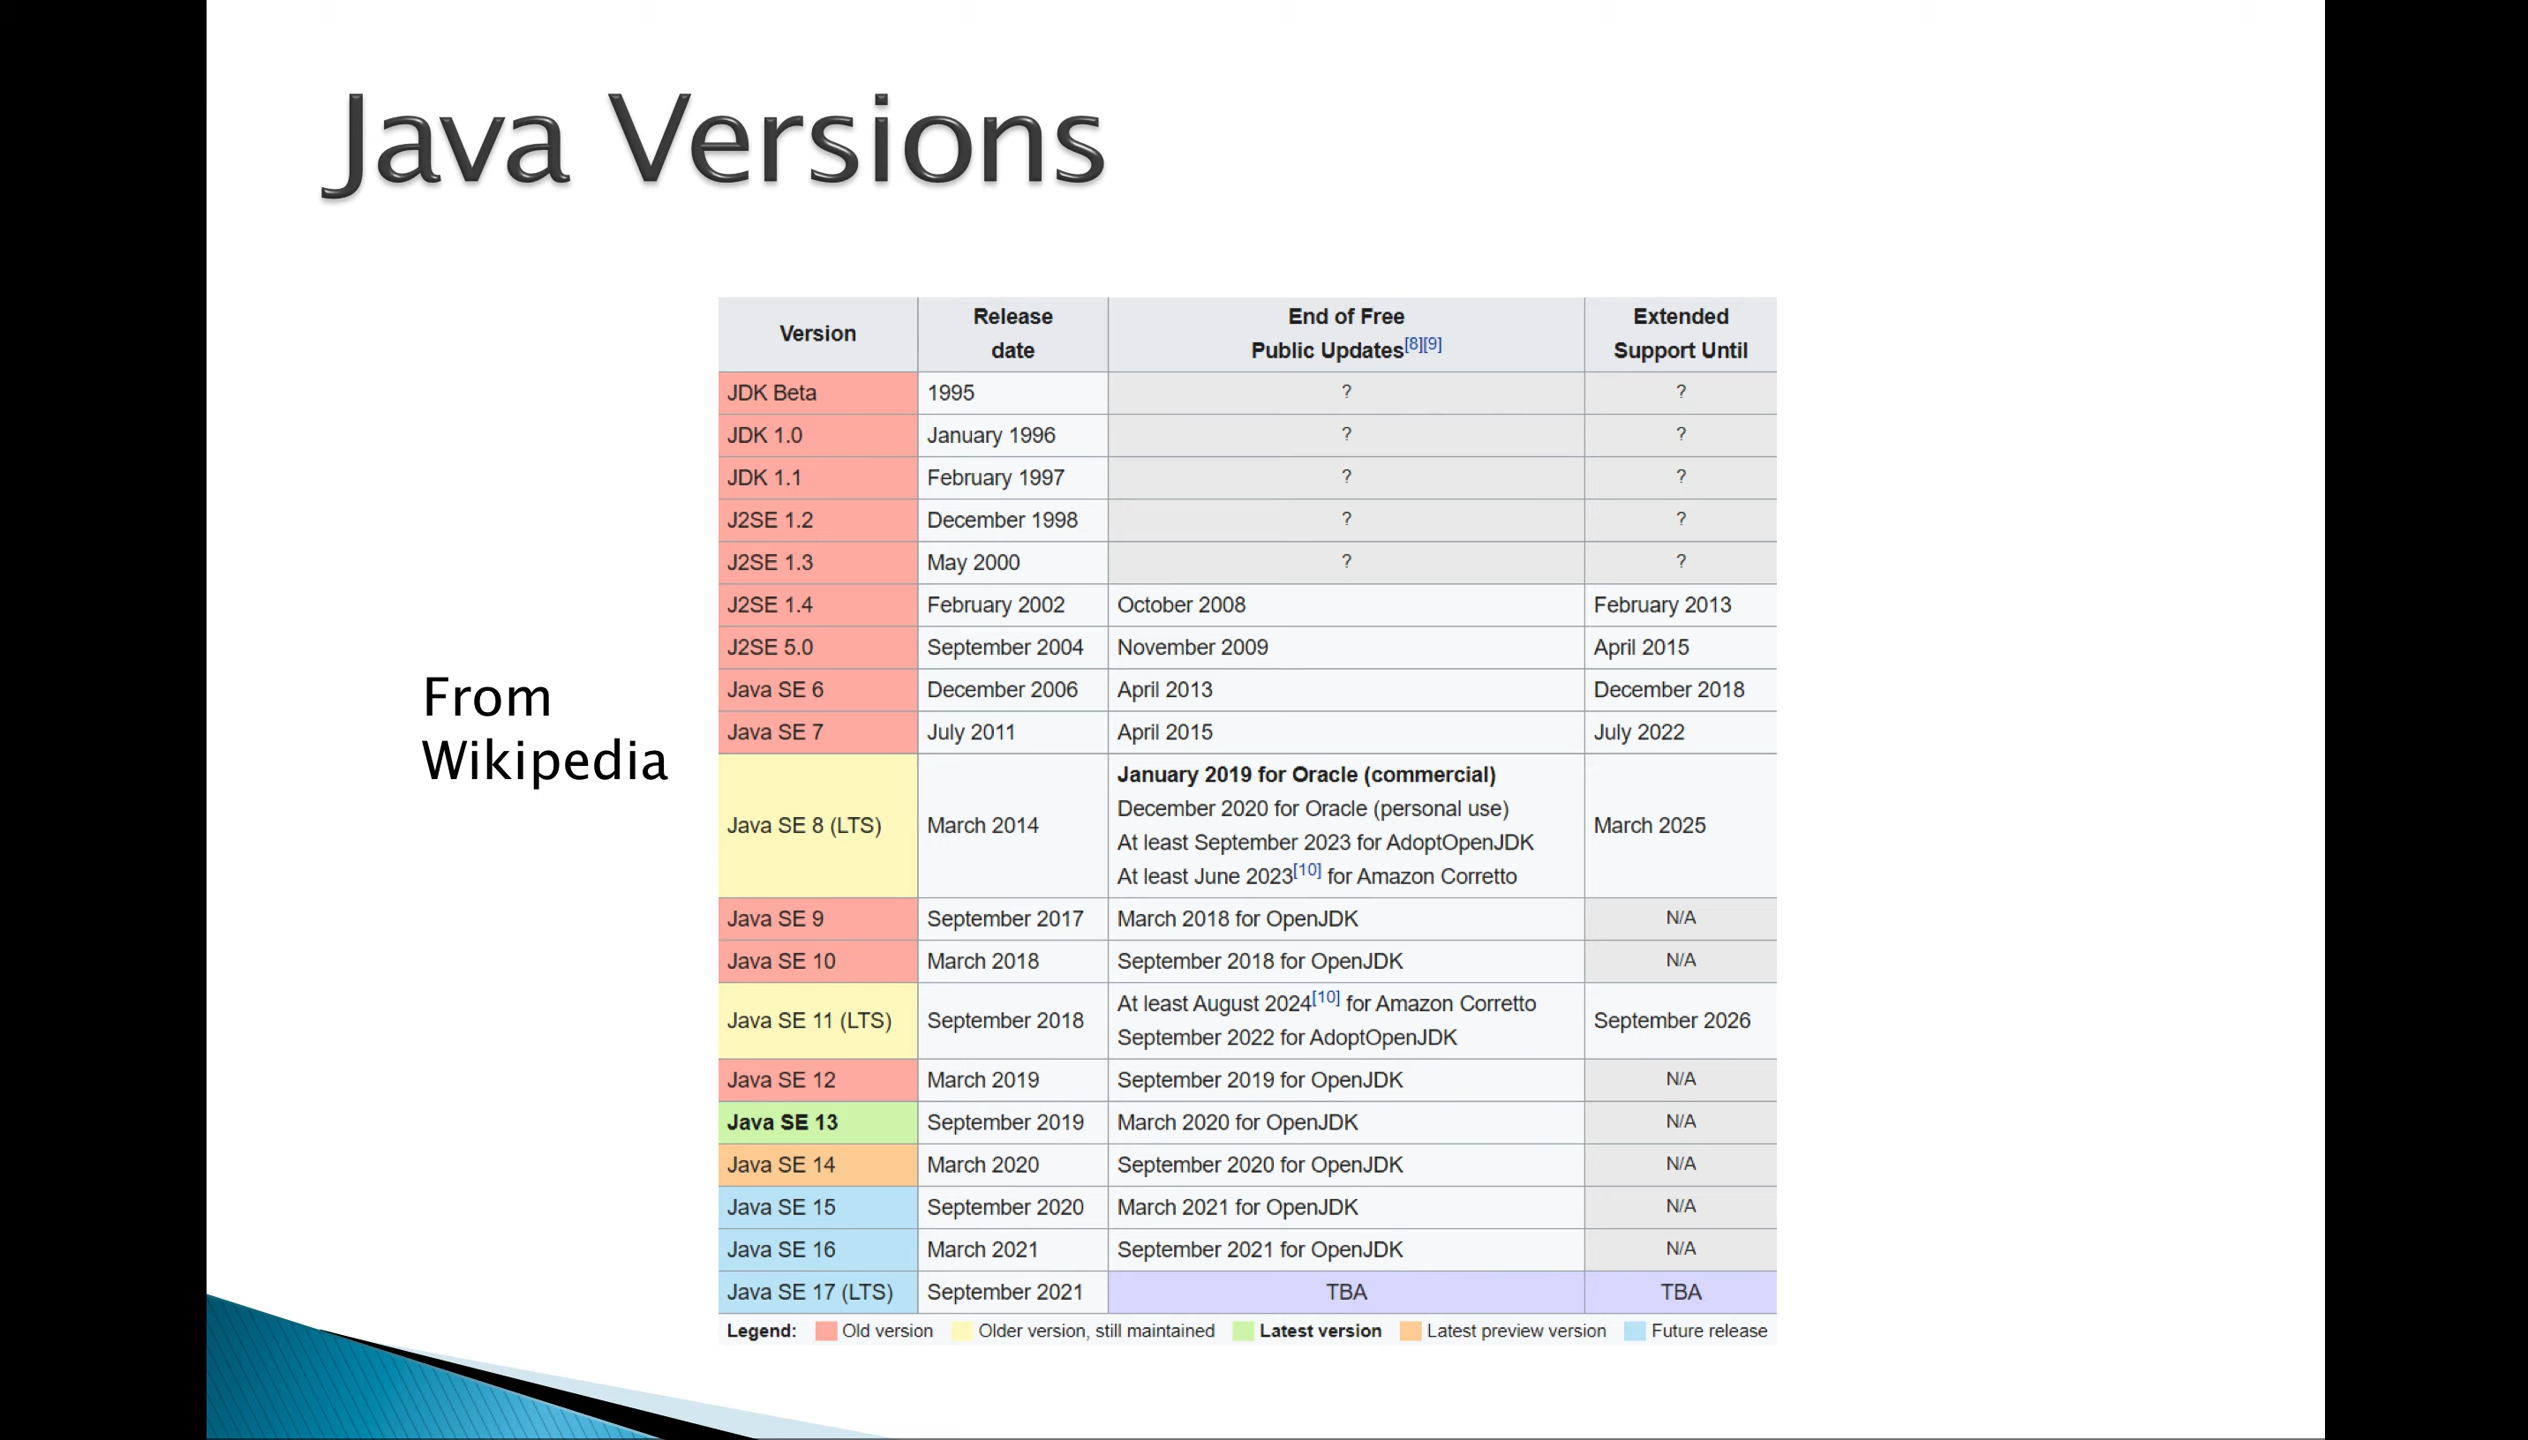 Java Versions
From
Wikipedia
Version Release date End of Free Public Updates[8][9] Extended Support Until
JDK Beta 1995 ? ?
JDK 1.0 January 1996 ? ?
JDK 1.1 February 1997 ? ?
J2SE 1.2 December 1998 ? ?
J2SE 1.3 May 2000 ? ?
J2SE 1.4 February 2002 October 2008 February 2013
J2SE 5.0 September 2004 November 2009 April 2015
Java SE 6 December 2006 April 2013 December 2018
Java SE 7 July 2011 April 2015 July 2022
Java SE 8 (LTS) March 2014 January 2019 for Oracle (commercial)
December 2020 for Oracle (personal use)
At least September 2023 for AdoptOpenJDK
At least June 2023[10] for Amazon Corretto
March 2025
Java SE 9 September 2017 March 2018 for OpenJDK N/A
Java SE 10 March 2018 September 2018 for OpenJDK N/A
Java SE 11 (LTS) September 2018 At least August 2024[10] for Amazon Corretto
September 2022 for AdoptOpenJDK
September 2026
Java SE 12 March 2019 September 2019 for OpenJDK N/A
Java SE 13 September 2019 March 2020 for OpenJDK N/A
Java SE 14 March 2020 September 2020 for OpenJDK N/A
Java SE 15 September 2020 March 2021 for OpenJDK N/A
Java SE 16 March 2021 September 2021 for OpenJDK N/A
Java SE 17 (LTS) September 2021 TBA TBA
Legend: Old version Older version, still maintained Latest version Latest preview version Future release